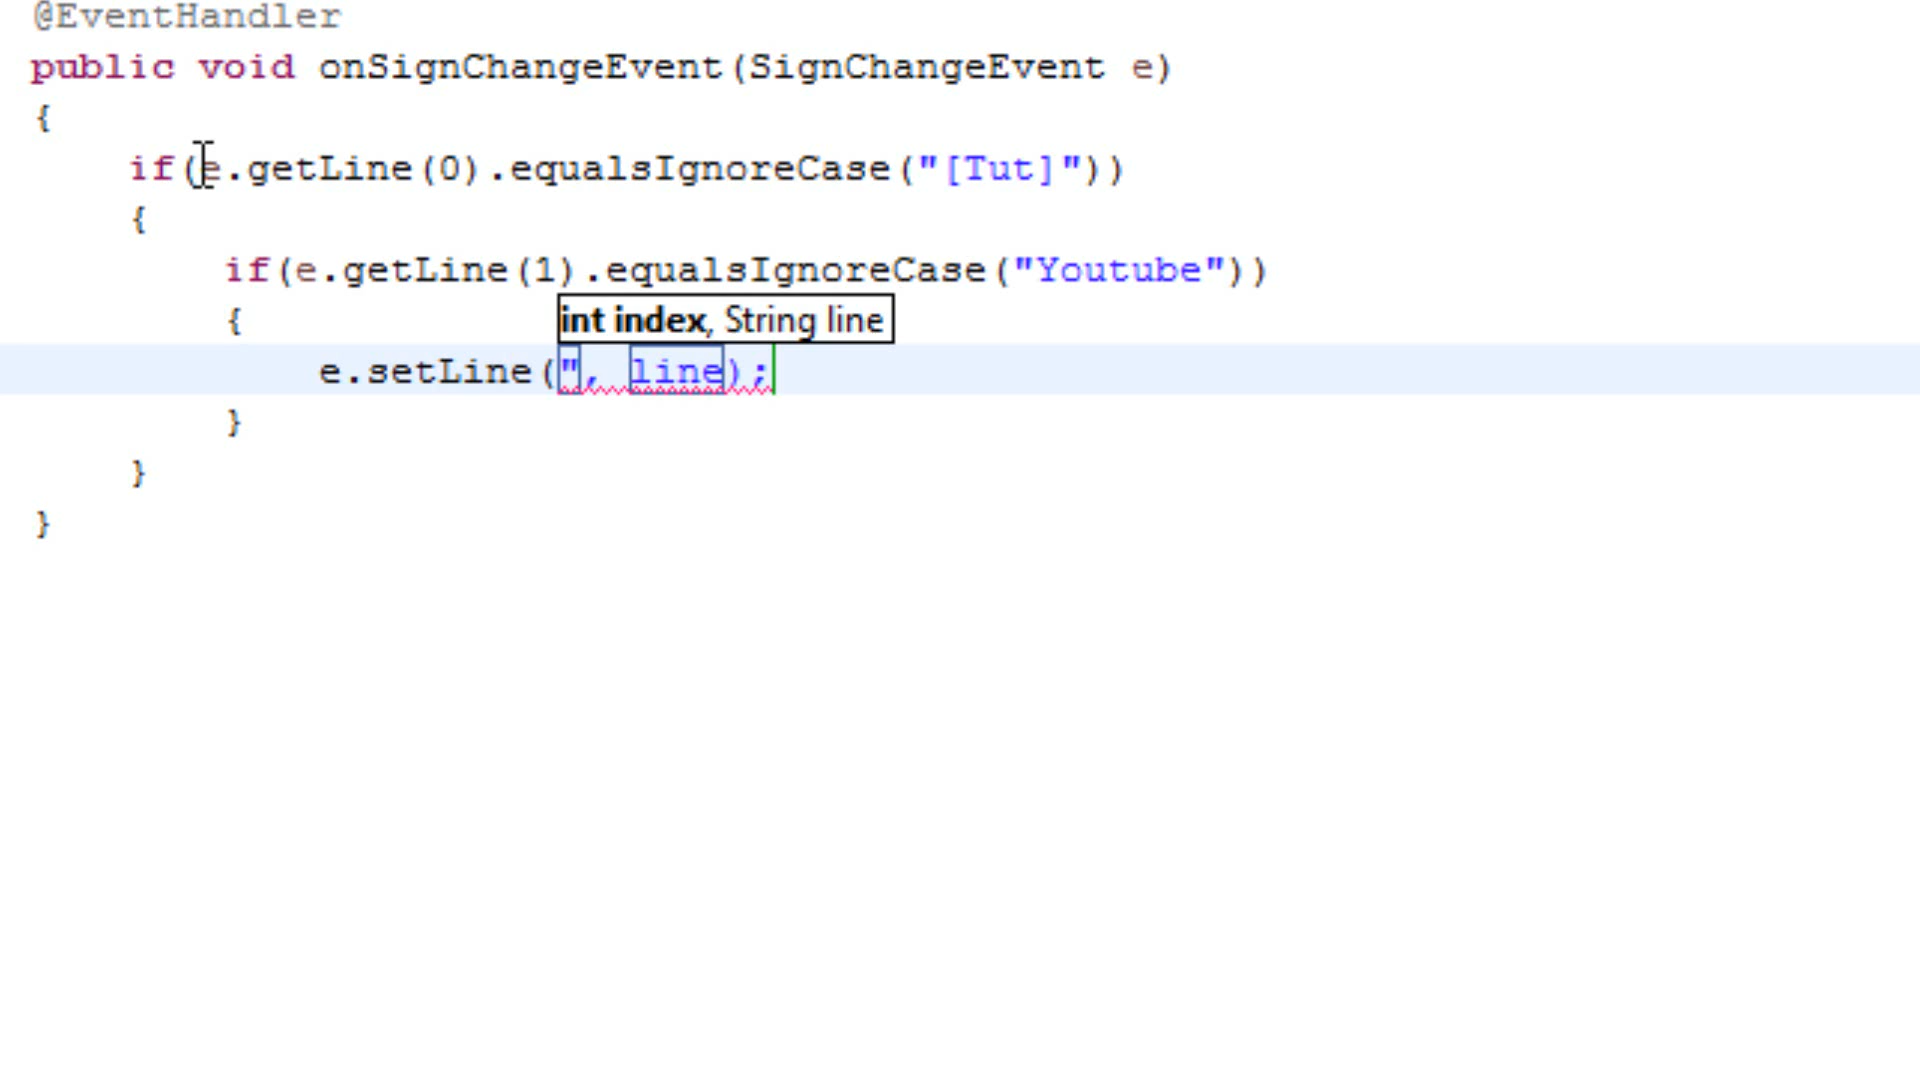 @EventHandler
public void onSignChangeEvent(SignChangeEvent e)
{
if(e.getLine(0).equalsIgnoreCase("[Tut]"))
{
if(e.getLine(1).equalsIgnoreCase("Youtube"))
{
int index, String line
e.setLine(", line);
}
}
}